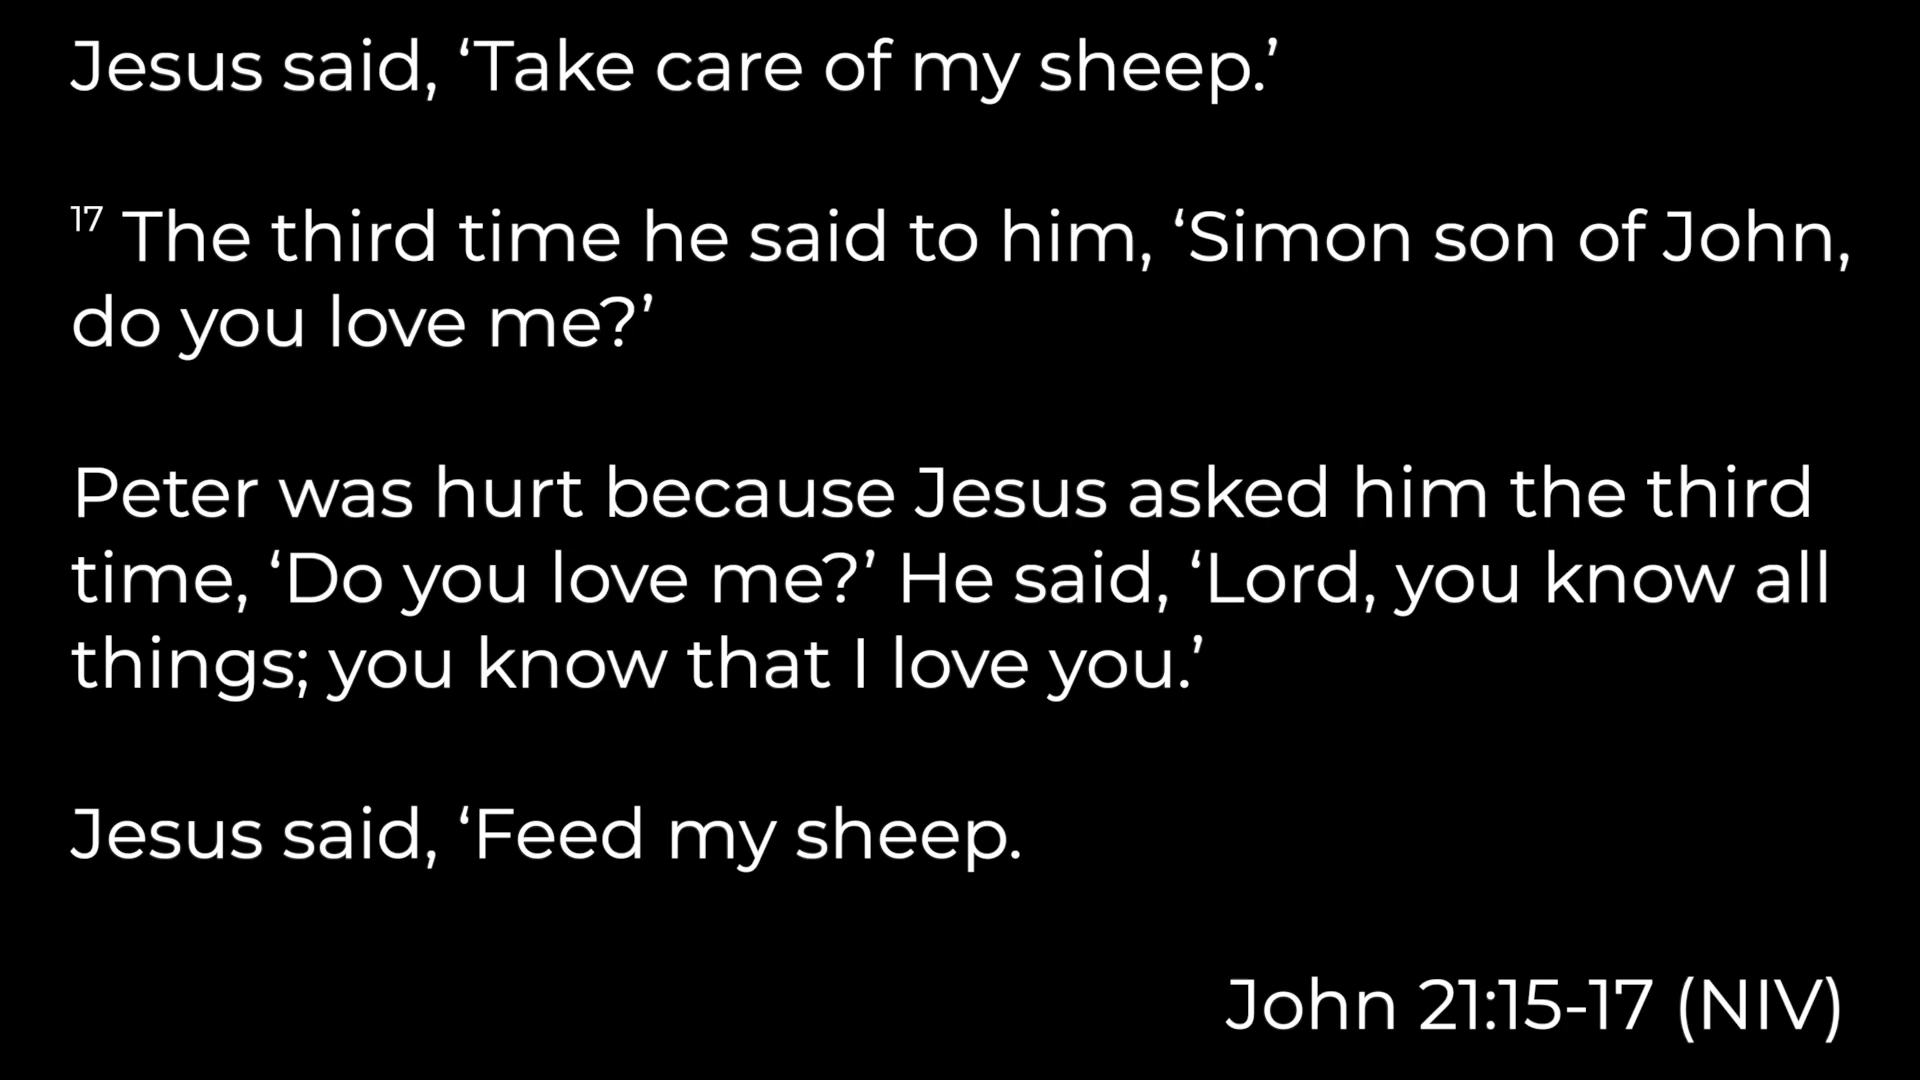 Jesus said, ‘Take care of my sheep.’
17 The third time he said to him, ‘Simon son of John,
do you love me?’
Peter was hurt because Jesus asked him the third
time, ‘Do you love me?’ He said, ‘Lord, you know all
things; you know that I love you.’
Jesus said, ‘Feed my sheep.
John 21:15-17 (NIV)